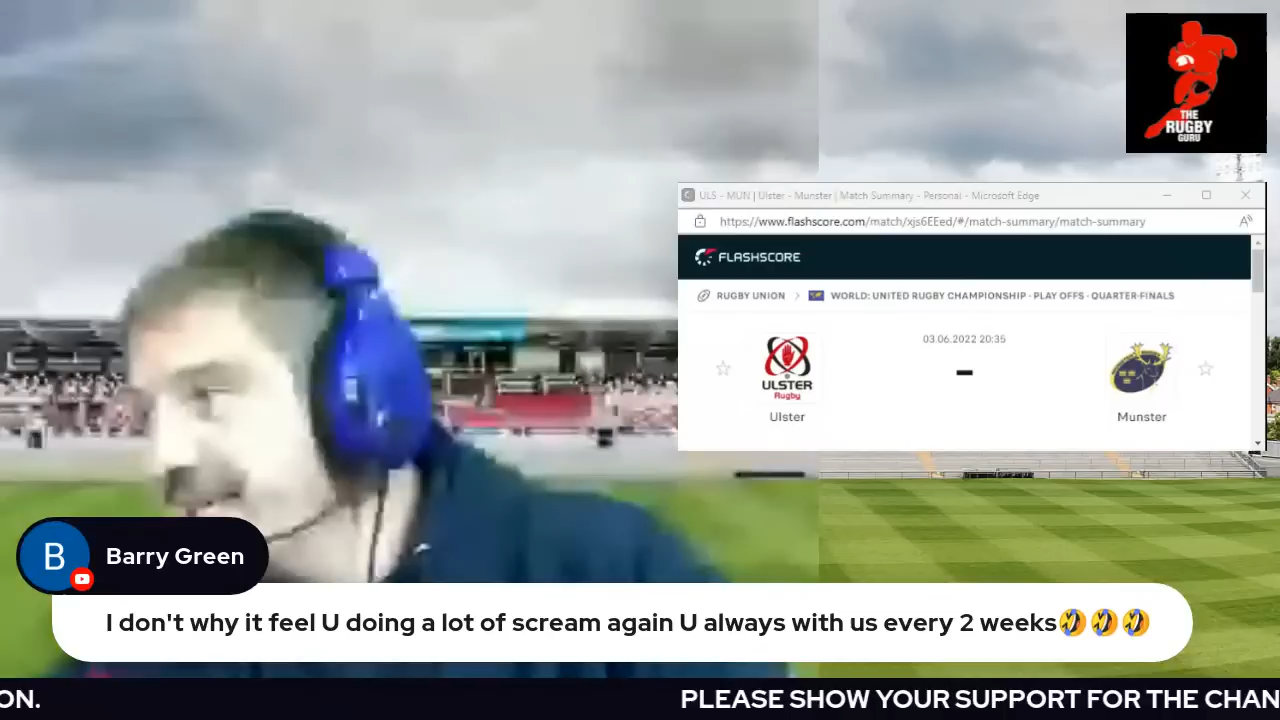 THE
RUGBY
GURU
ULS - MUN | Ulster - Munster | Match Summary - Personal - Microsoft Edge
https://www.flashscore.com/match/xjs6EEed/#/match-summary/match-summary
FLASHSCORE
RUGBY UNION > WORLD: UNITED RUGBY CHAMPIONSHIP - PLAY OFFS - QUARTER-FINALS
03.06.2022 20:35
-
ULSTER
Rugby
Ulster
Munster
B
Barry Green
I don't why it feel U doing a lot of scream again U always with us every 2 weeks🤣🤣🤣
ON. PLEASE SHOW YOUR SUPPORT FOR THE CHAN